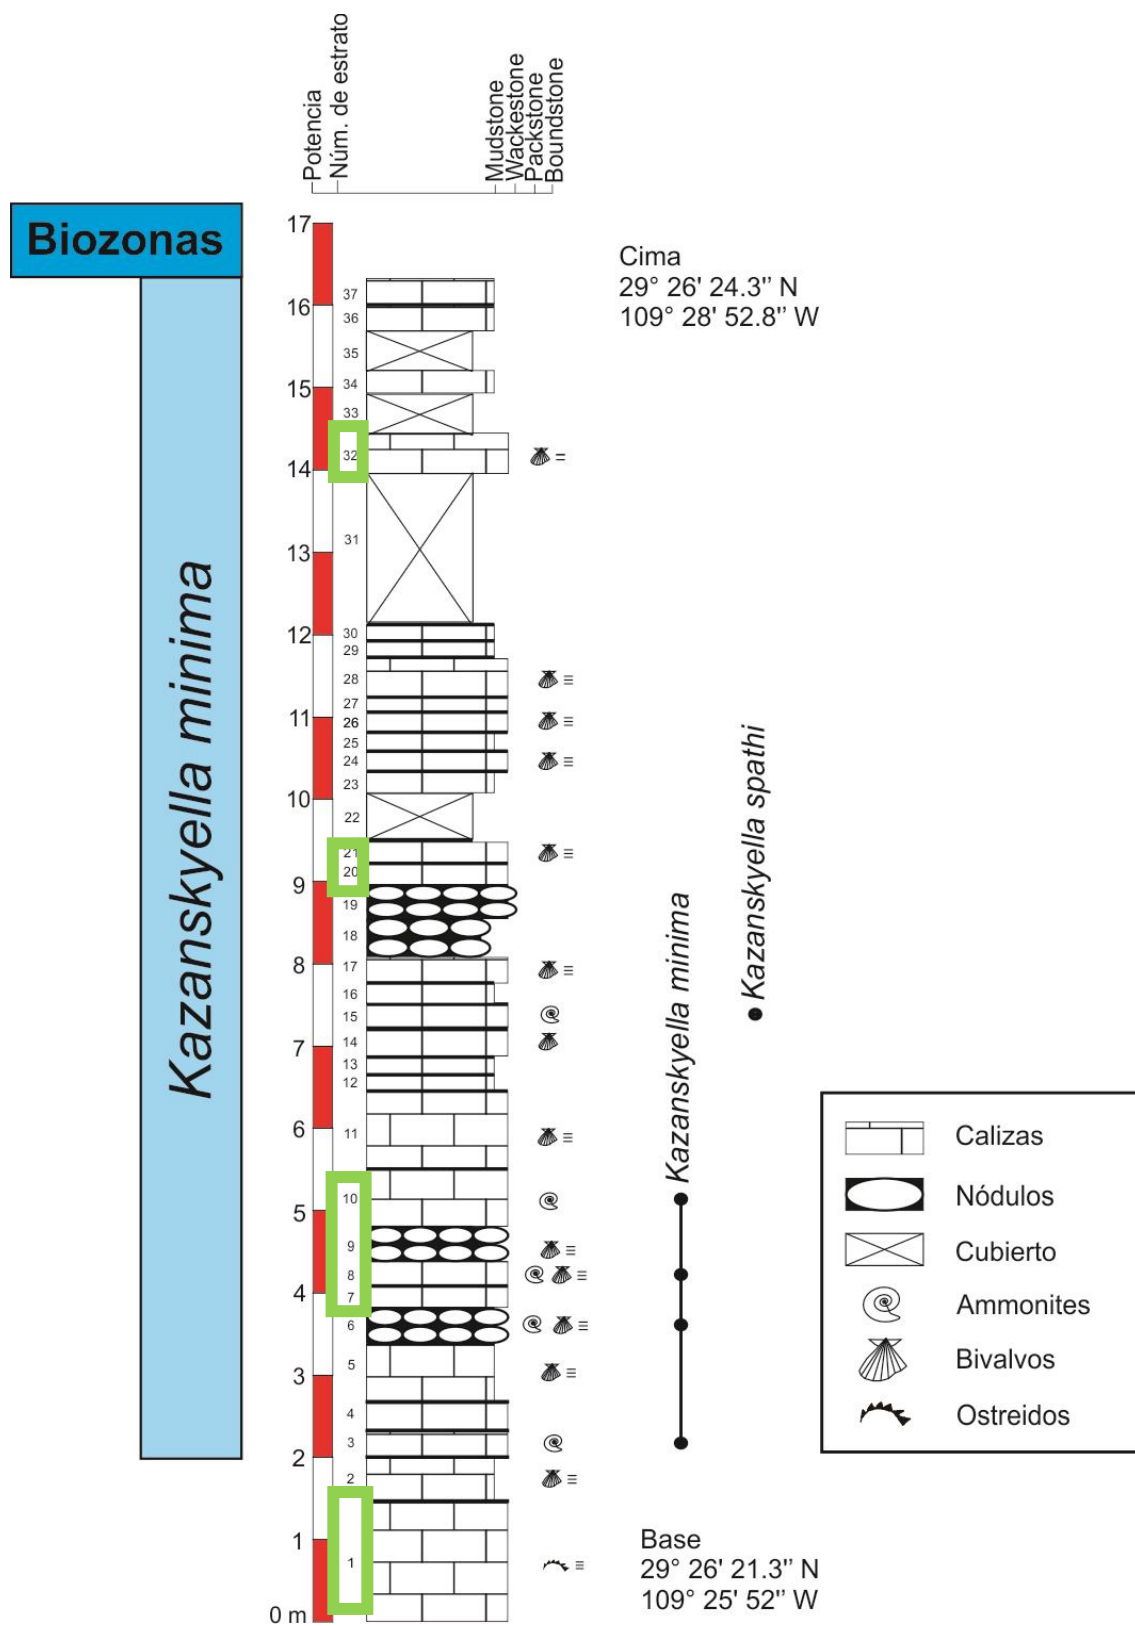 Potencia
Núm. de estrato
Mudstone
Wackestone
Packstone
Boundstone
Biozonas
Kazanskyella minima
17
16
15
14
13
12
11
10
9
8
7
6
5
4
3
2
1
0 m
37
36
35
34
33
32
31
30
29
28
27
26
25
24
23
22
21
20
19
18
17
16
15
14
13
12
11
10
9
8
7
6
5
4
3
2
1
Cima
29° 26' 24.3'' N
109° 28' 52.8'' W
Kazanskyella minima
Kazanskyella spathi
Calizas
Nódulos
Cubierto
Ammonites
Bivalvos
Ostreidos
Base
29° 26' 21.3'' N
109° 25' 52'' W